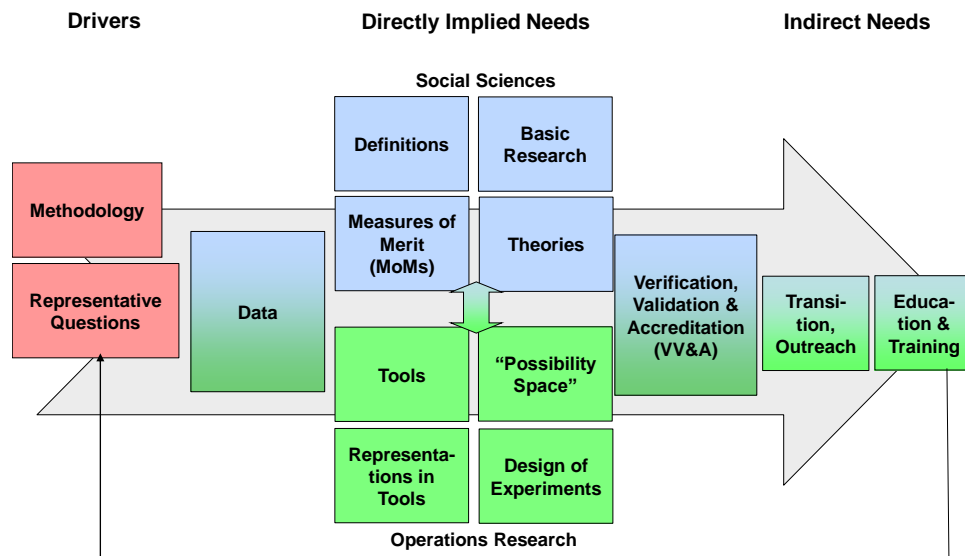 Drivers
Directly Implied Needs
Indirect Needs
Social Sciences
Definitions
Basic
Research
Methodology
Measures of
Merit
(MoMs)
Theories
Representative
Questions
Data
Verification,
Validation &
Accreditation
(VV&A)
Transi-
tion,
Outreach
Educa-
tion &
Training
Tools
“Possibility
Space”
Representa-
tions in
Tools
Design of
Experiments
Operations Research